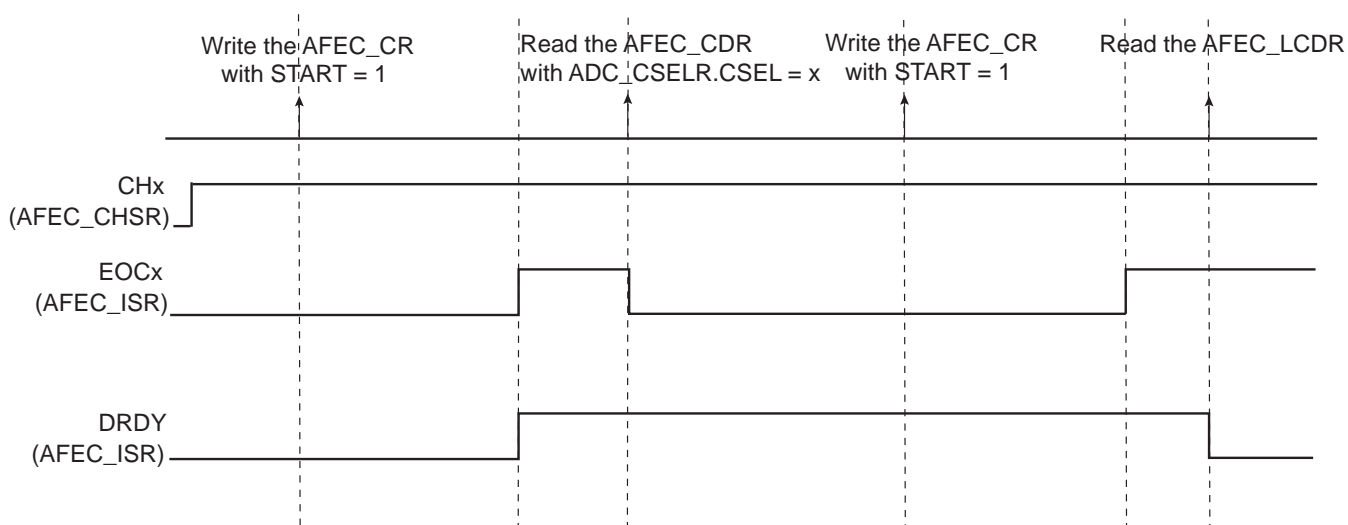 Write the AFEC_CR
with START = 1
Read the AFEC_CDR
with ADC_CSELR.CSEL = x
Write the AFEC_CR
with START = 1
Read the AFEC_LCDR
CHx
(AFEC_CHSR)
EOCx
(AFEC_ISR)
DRDY
(AFEC_ISR)